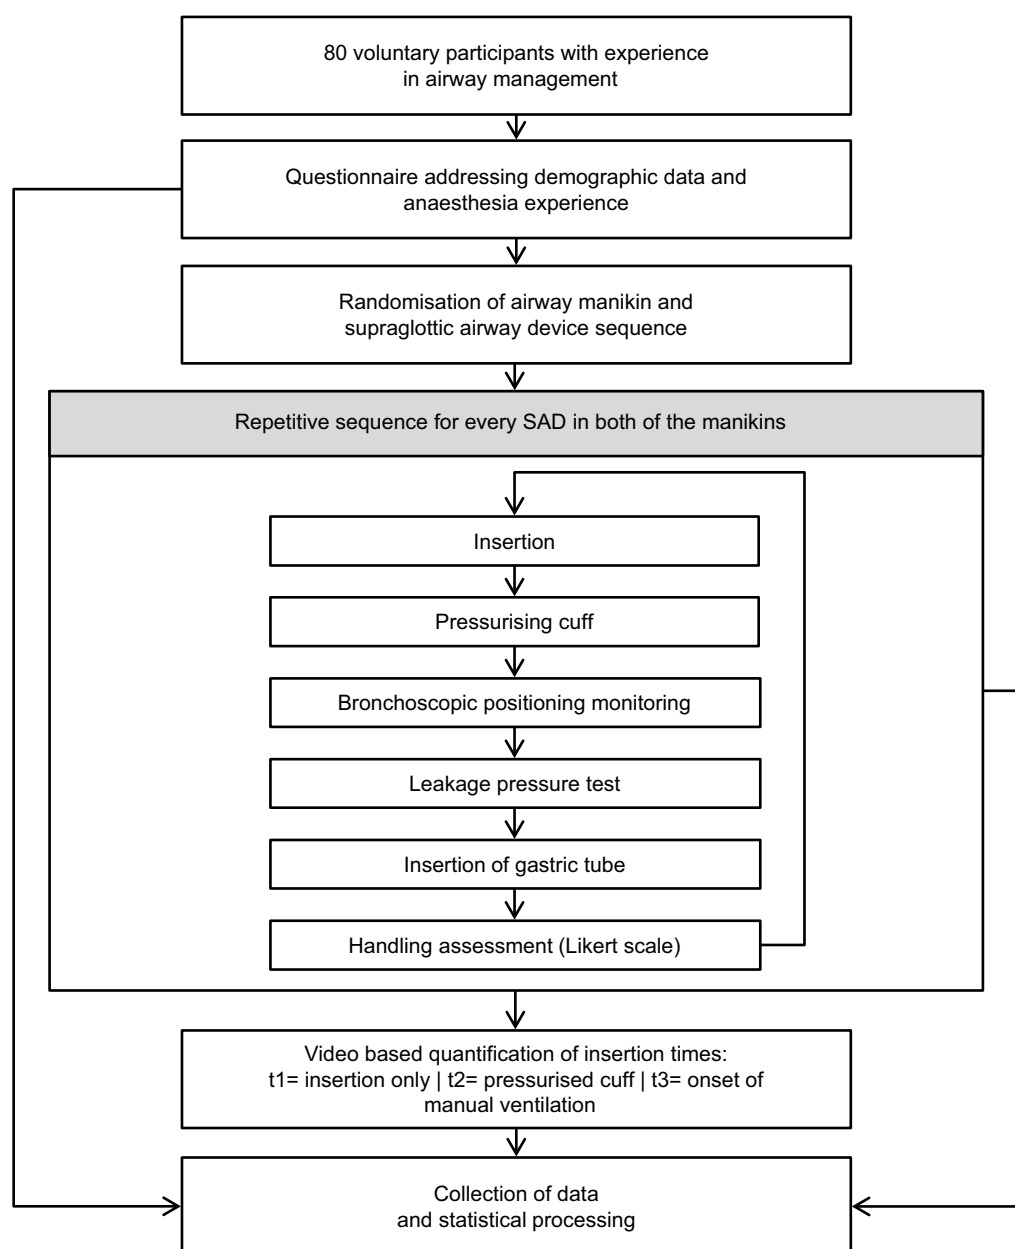 80 voluntary participants with experience
in airway management
Questionnaire addressing demographic data and
anaesthesia experience
Randomisation of airway manikin and
supraglottic airway device sequence
Repetitive sequence for every SAD in both of the manikins
Insertion
Pressurising cuff
Bronchoscopic positioning monitoring
Leakage pressure test
Insertion of gastric tube
Handling assessment (Likert scale)
Video based quantification of insertion times:
t1= insertion only | t2= pressurised cuff | t3= onset of
manual ventilation
Collection of data
and statistical processing